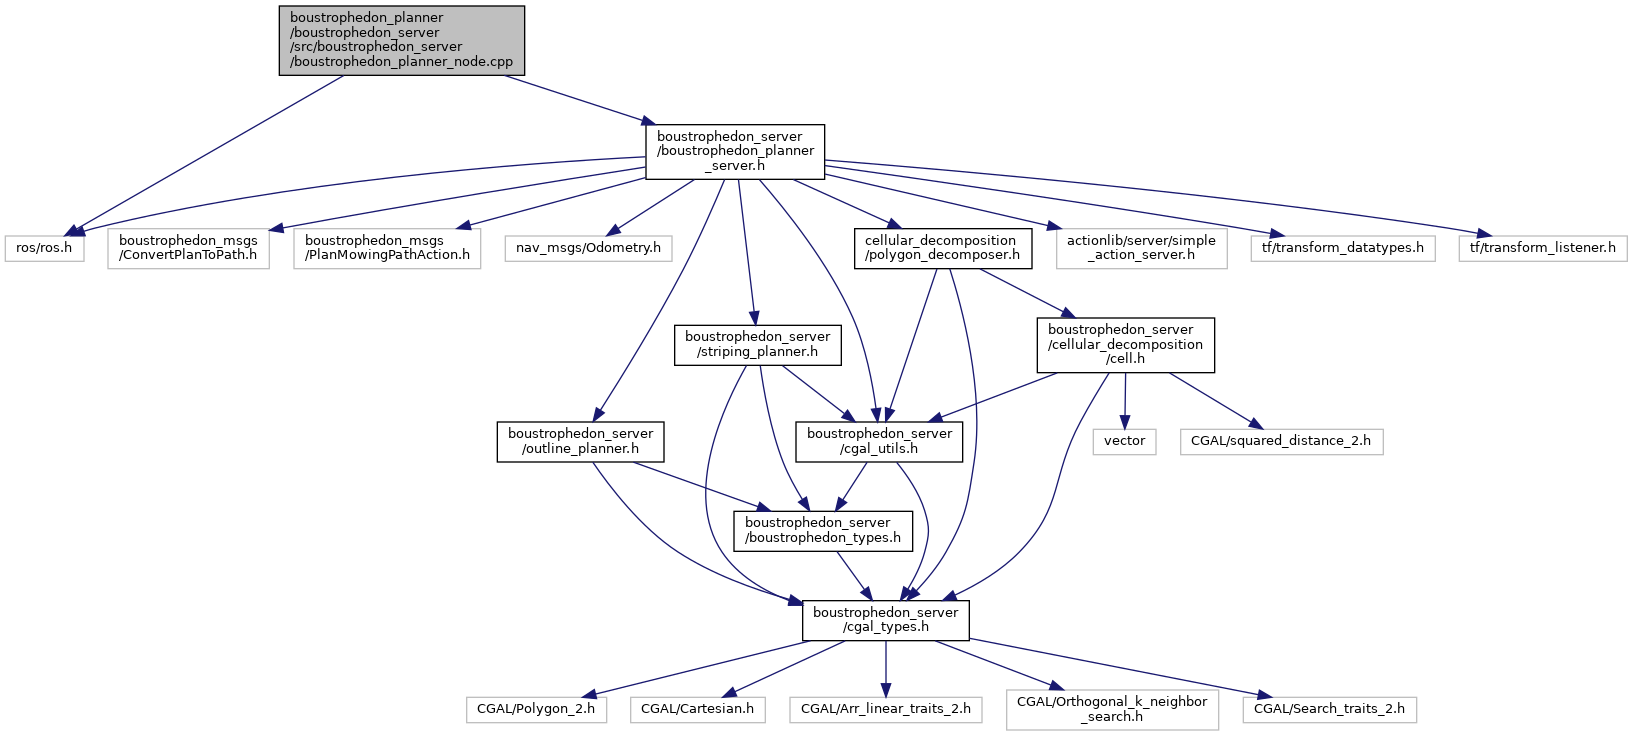 boustrophedon_planner
/boustrophedon_server
/src/boustrophedon_server
/boustrophedon_planner_node.cpp
boustrophedon_server
/boustrophedon_planner
_server.h
ros/ros.h
boustrophedon_msgs
/ConvertPlanToPath.h
boustrophedon_msgs
/PlanMowingPathAction.h
nav_msgs/Odometry.h
cellular_decomposition
/polygon_decomposer.h
actionlib/server/simple
_action_server.h
tf/transform_datatypes.h
tf/transform_listener.h
boustrophedon_server
/striping_planner.h
boustrophedon_server
/cellular_decomposition
/cell.h
boustrophedon_server
/outline_planner.h
boustrophedon_server
/cgal_utils.h
vector
CGAL/squared_distance_2.h
boustrophedon_server
/boustrophedon_types.h
boustrophedon_server
/cgal_types.h
CGAL/Polygon_2.h
CGAL/Cartesian.h
CGAL/Arr_linear_traits_2.h
CGAL/Orthogonal_k_neighbor
_search.h
CGAL/Search_traits_2.h